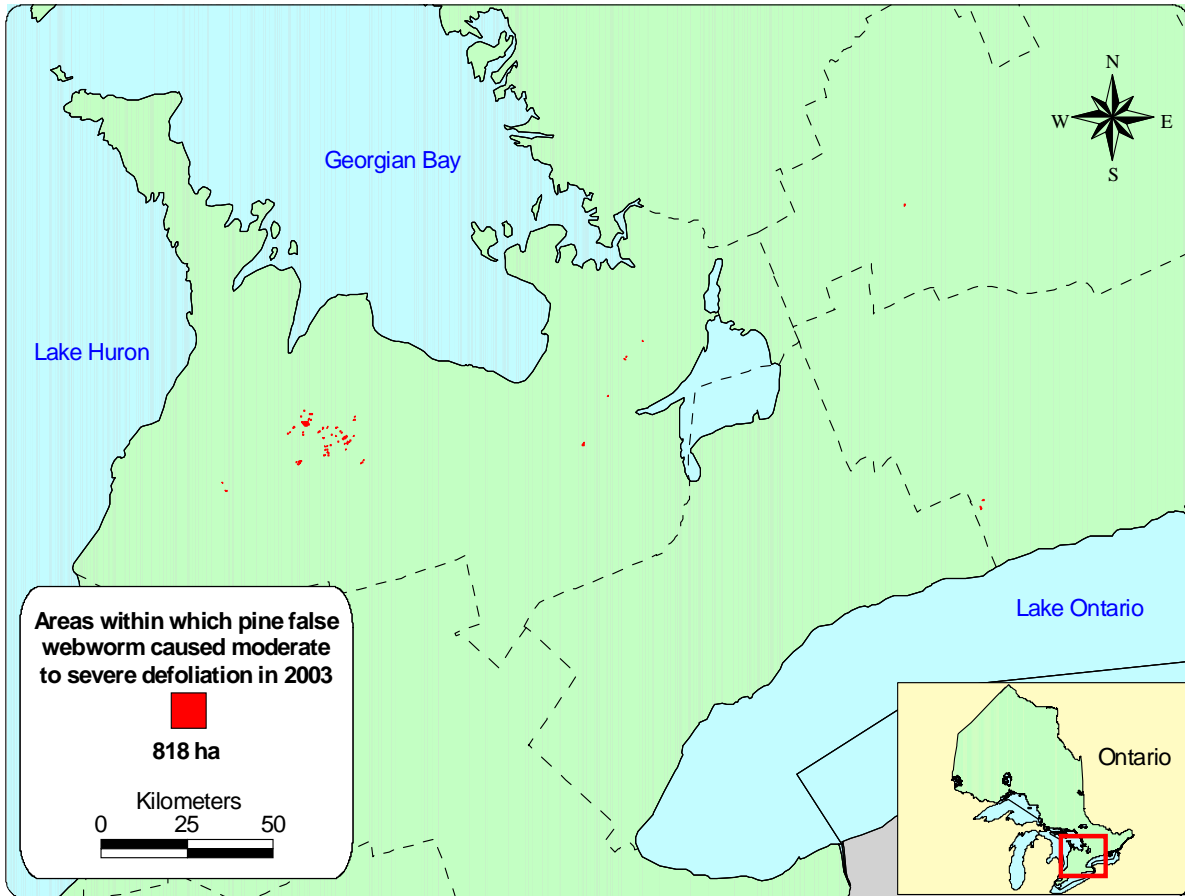 N
W E
S
Georgian Bay
Lake Huron
Lake Ontario
Areas within which pine false
webworm caused moderate
to severe defoliation in 2003
818 ha
Kilometers
0 25 50
Ontario